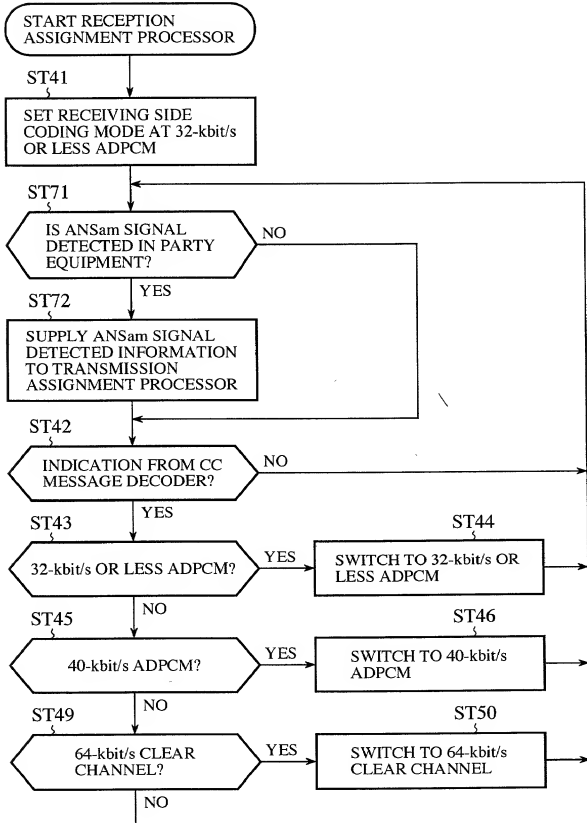 START RECEPTION
ASSIGNMENT PROCESSOR
ST41
SET RECEIVING SIDE
CODING MODE AT 32-kbit/s
OR LESS ADPCM
ST71
IS ANSam SIGNAL
DETECTED IN PARTY
EQUIPMENT?
NO
YES
ST72
SUPPLY ANSam SIGNAL
DETECTED INFORMATION
TO TRANSMISSION
ASSIGNMENT PROCESSOR
ST42
INDICATION FROM CC
MESSAGE DECODER?
NO
YES
ST43
32-kbit/s OR LESS ADPCM?
YES
NO
ST44
SWITCH TO 32-kbit/s OR
LESS ADPCM
ST45
40-kbit/s ADPCM?
YES
NO
ST46
SWITCH TO 40-kbit/s
ADPCM
ST49
64-kbit/s CLEAR
CHANNEL?
YES
NO
ST50
SWITCH TO 64-kbit/s
CLEAR CHANNEL